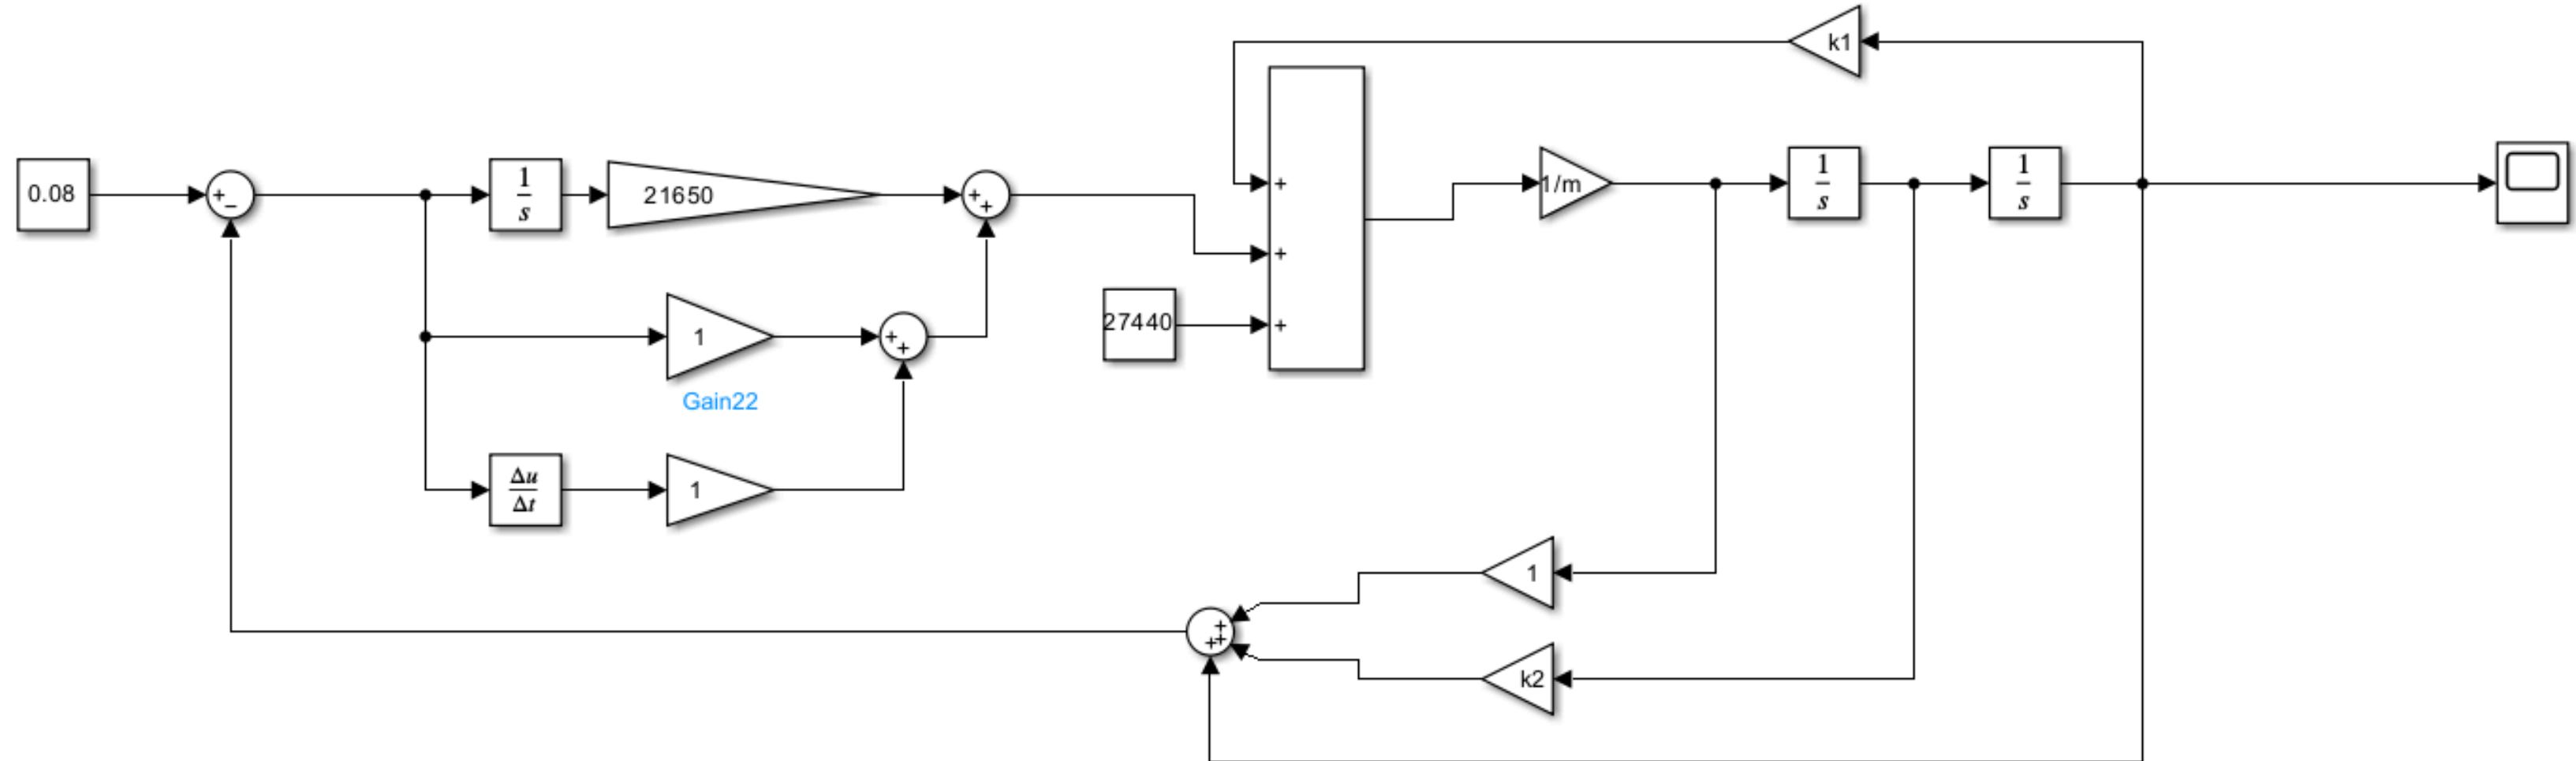 k1
0.08
+
−
1
s
21650
+
+
+
1/m
1
s
1
s
+
27440
+
1
+
+
Gain22
Δu
Δt
1
1
+
+
+
k2